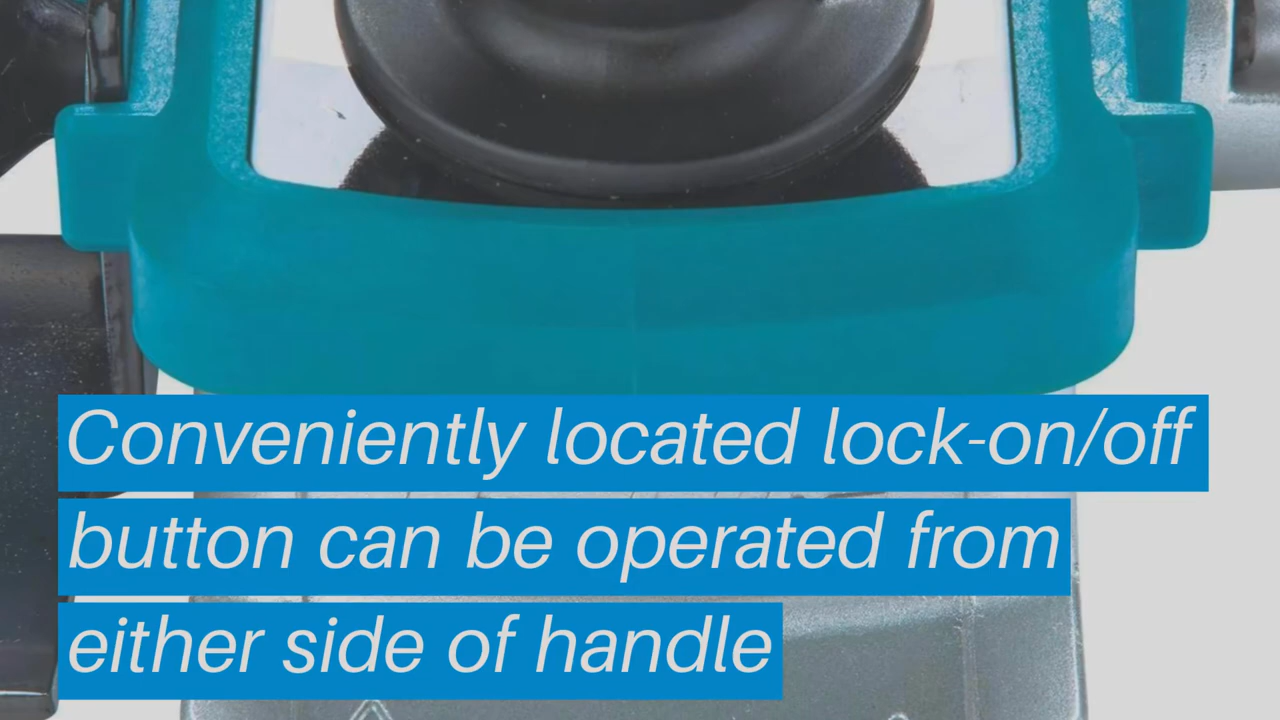 Conveniently located lock-on/off
button can be operated from
either side of handle